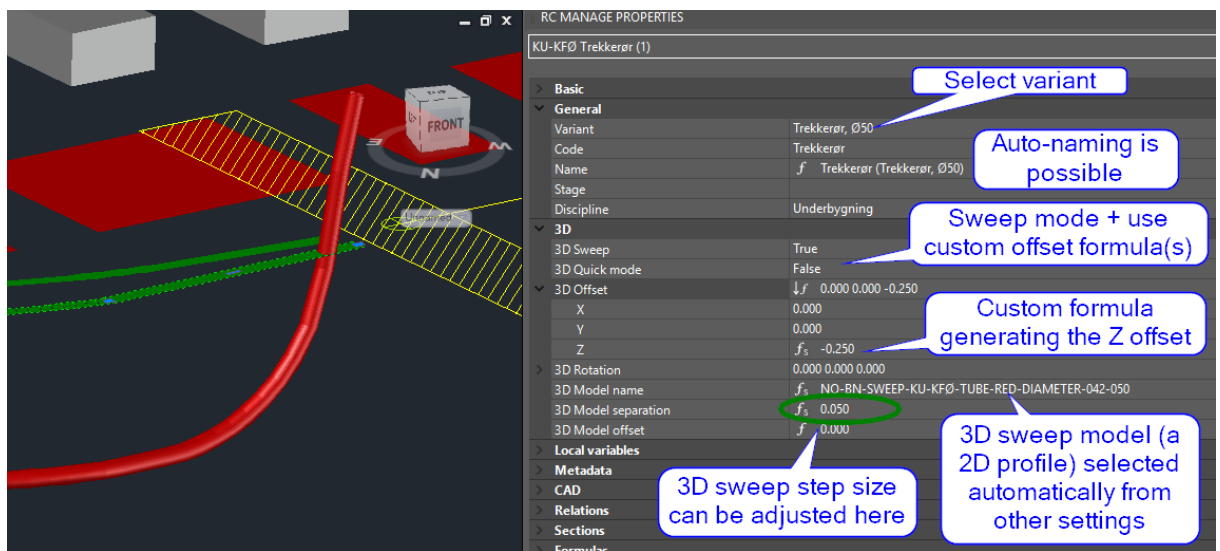 RC MANAGE PROPERTIES
KU-KFØ Trekkerør (1)
Basic
General
Variant Trekkerør, Ø50
Code Trekkerør
Name f Trekkerør (Trekkerør, Ø50)
Stage
Discipline Underbygning
3D
3D Sweep True
3D Quick mode False
3D Offset ↓f 0.000 0.000 -0.250
X 0.000
Y 0.000
Z fs -0.250
3D Rotation 0.000 0.000 0.000
3D Model name fs NO-BN-SWEEP-KU-KFØ-TUBE-RED-DIAMETER-042-050
3D Model separation fs 0.050
3D Model offset f 0.000
Local variables
Metadata
CAD
Relations
Sections
Formulas
Select variant
Auto-naming is
possible
Sweep mode + use
custom offset formula(s)
Custom formula
generating the Z offset
3D sweep model (a
2D profile) selected
automatically from
other settings
3D sweep step size
can be adjusted here
FRONT
W
N